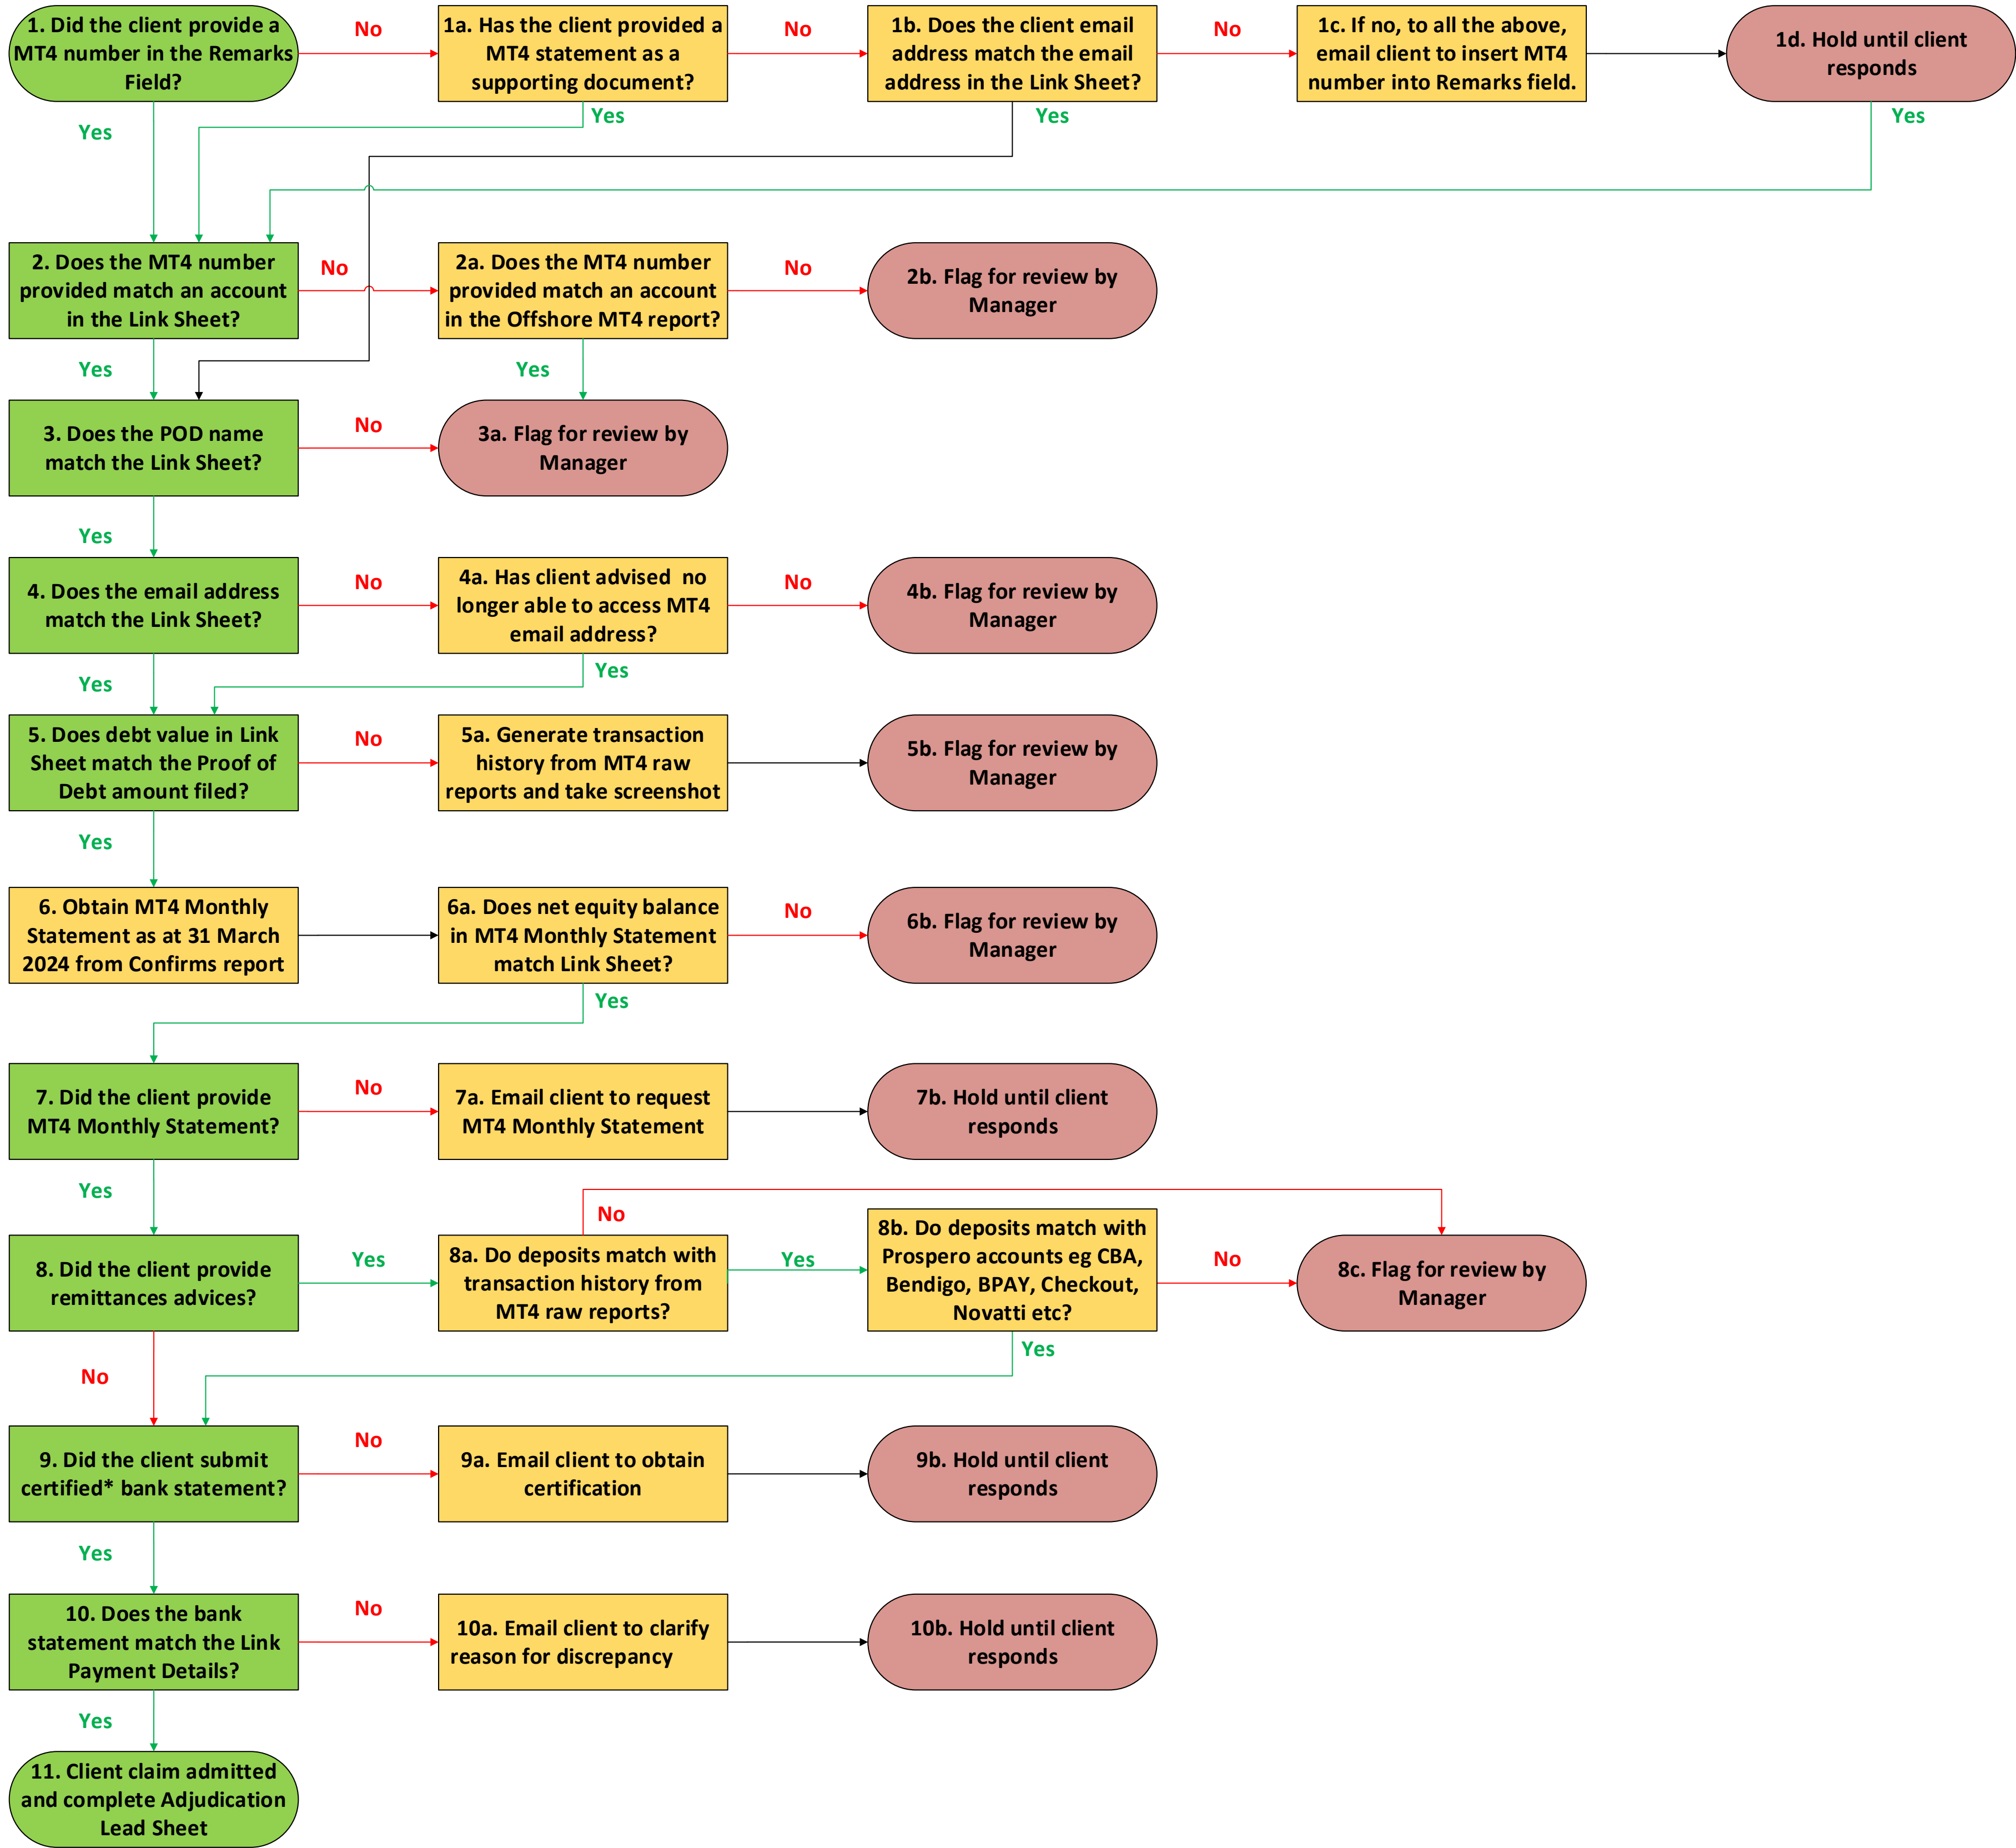 1. Did the client provide a
MT4 number in the Remarks
Field?
No
1a. Has the client provided a
MT4 statement as a
supporting document?
No
1b. Does the client email
address match the email
address in the Link Sheet?
No
1c. If no, to all the above,
email client to insert MT4
number into Remarks field.
1d. Hold until client
responds
Yes
Yes
Yes
Yes
2. Does the MT4 number
provided match an account
in the Link Sheet?
No
2a. Does the MT4 number
provided match an account
in the Offshore MT4 report?
No
2b. Flag for review by
Manager
Yes
Yes
3. Does the POD name
match the Link Sheet?
No
3a. Flag for review by
Manager
Yes
4. Does the email address
match the Link Sheet?
No
4a. Has client advised  no
longer able to access MT4
email address?
No
4b. Flag for review by
Manager
Yes
Yes
5. Does debt value in Link
Sheet match the Proof of
Debt amount filed?
No
5a. Generate transaction
history from MT4 raw
reports and take screenshot
5b. Flag for review by
Manager
Yes
6. Obtain MT4 Monthly
Statement as at 31 March
2024 from Confirms report
6a. Does net equity balance
in MT4 Monthly Statement
match Link Sheet?
No
6b. Flag for review by
Manager
Yes
7. Did the client provide
MT4 Monthly Statement?
No
7a. Email client to request
MT4 Monthly Statement
7b. Hold until client
responds
Yes
8. Did the client provide
remittances advices?
Yes
No
8a. Do deposits match with
transaction history from
MT4 raw reports?
Yes
8b. Do deposits match with
Prospero accounts eg CBA,
Bendigo, BPAY, Checkout,
Novatti etc?
No
8c. Flag for review by
Manager
No
Yes
9. Did the client submit
certified* bank statement?
No
9a. Email client to obtain
certification
9b. Hold until client
responds
Yes
10. Does the bank
statement match the Link
Payment Details?
No
10a. Email client to clarify
reason for discrepancy
10b. Hold until client
responds
Yes
11. Client claim admitted
and complete Adjudication
Lead Sheet